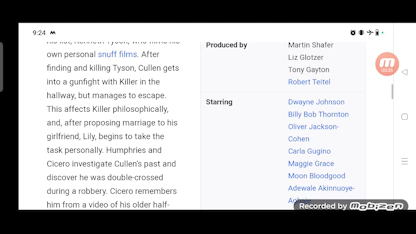 9:24
own personal snuff films. After
finding and killing Tyson, Cullen gets
into a gunfight with Killer in the
hallway, but manages to escape.
This affects Killer philosophically,
and, after proposing marriage to his
girlfriend, Lily, begins to take the
task personally. Humphries and
Cicero investigate Cullen's past and
discover he was double-crossed
during a robbery. Cicero remembers
him from a video of his older half-
Produced by
Martin Shafer
Liz Glotzer
Tony Gayton
Robert Teitel
Starring
Dwayne Johnson
Billy Bob Thornton
Oliver Jackson-
Cohen
Carla Gugino
Maggie Grace
Moon Bloodgood
Adewale Akinnuoye-
Recorded by MOBIZEN